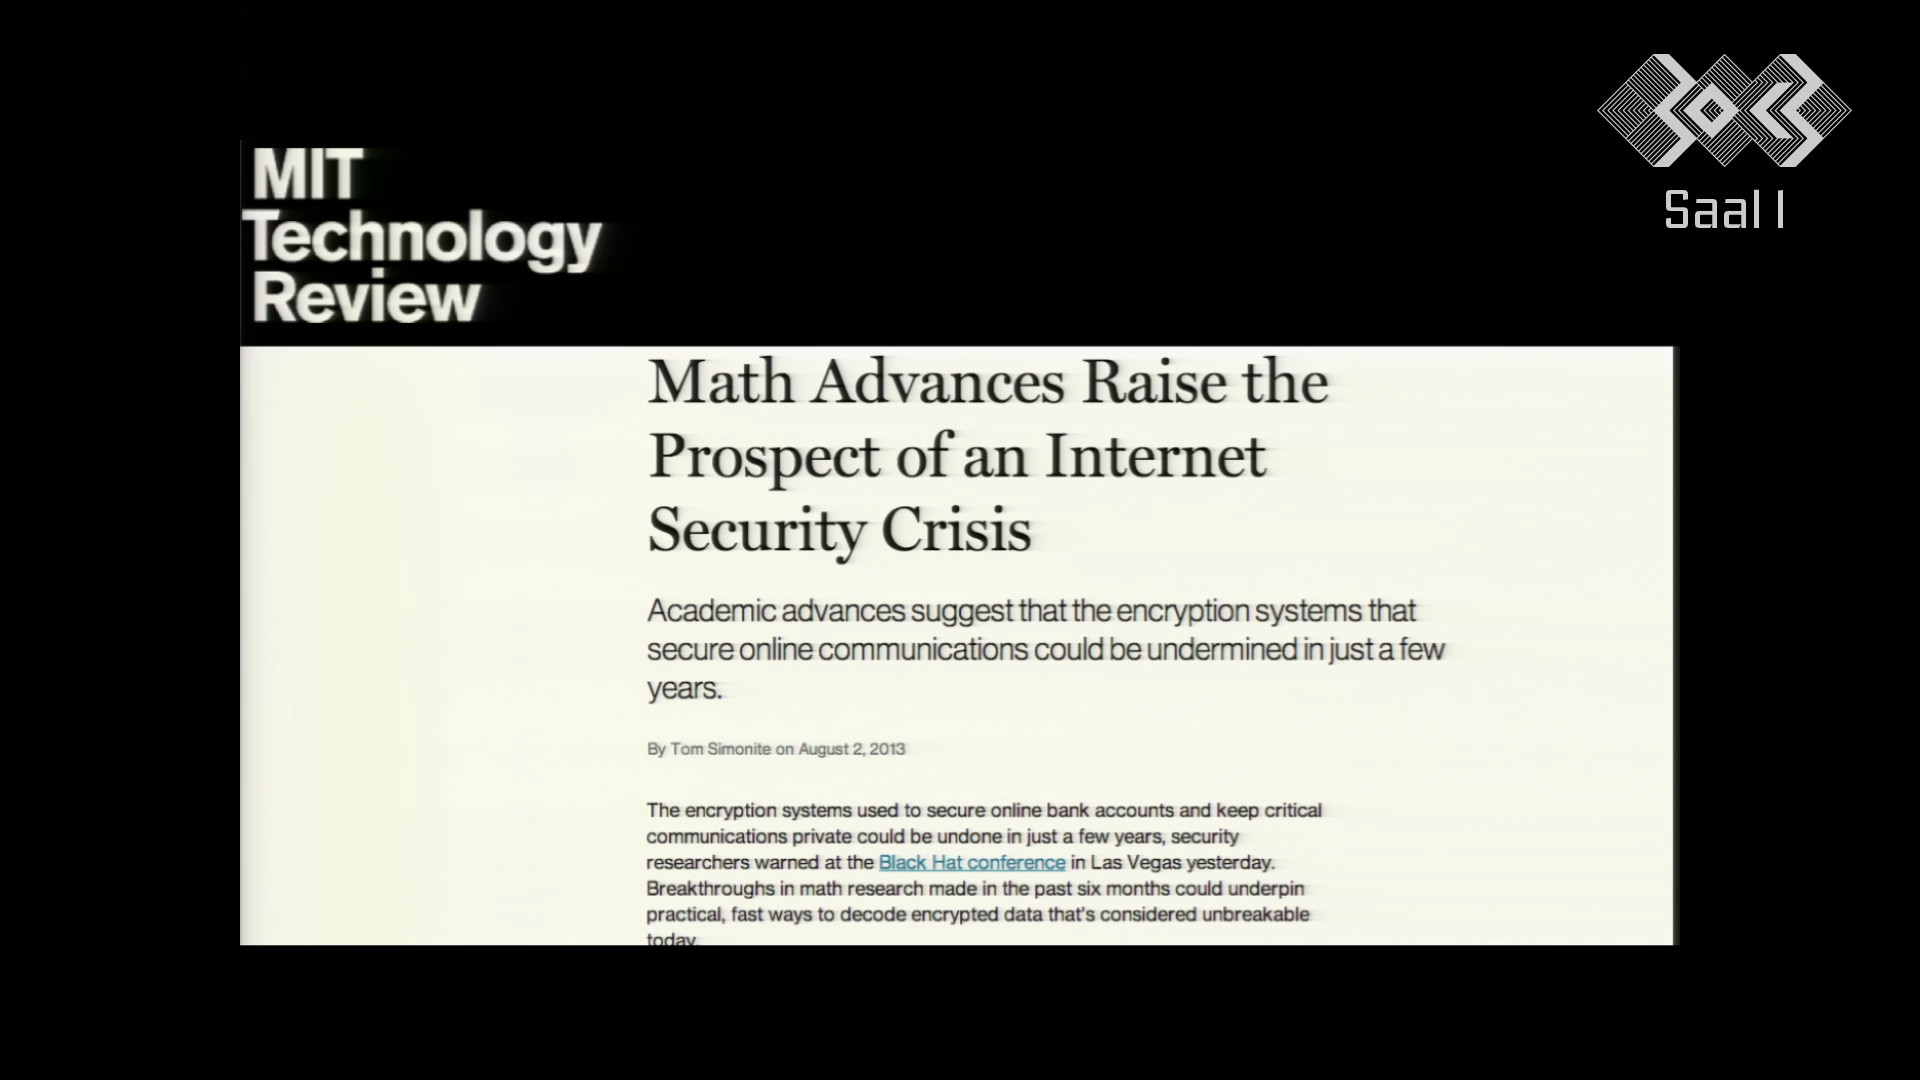 MIT
Technology
Review
30C3
Saal 1
Math Advances Raise the
Prospect of an Internet
Security Crisis
Academic advances suggest that the encryption systems that
secure online communications could be undermined in just a few
years.
By Tom Simonite on August 2, 2013
The encryption systems used to secure online bank accounts and keep critical
communications private could be undone in just a few years, security
researchers warned at the Black Hat conference in Las Vegas yesterday.
Breakthroughs in math research made in the past six months could underpin
practical, fast ways to decode encrypted data that's considered unbreakable
today.